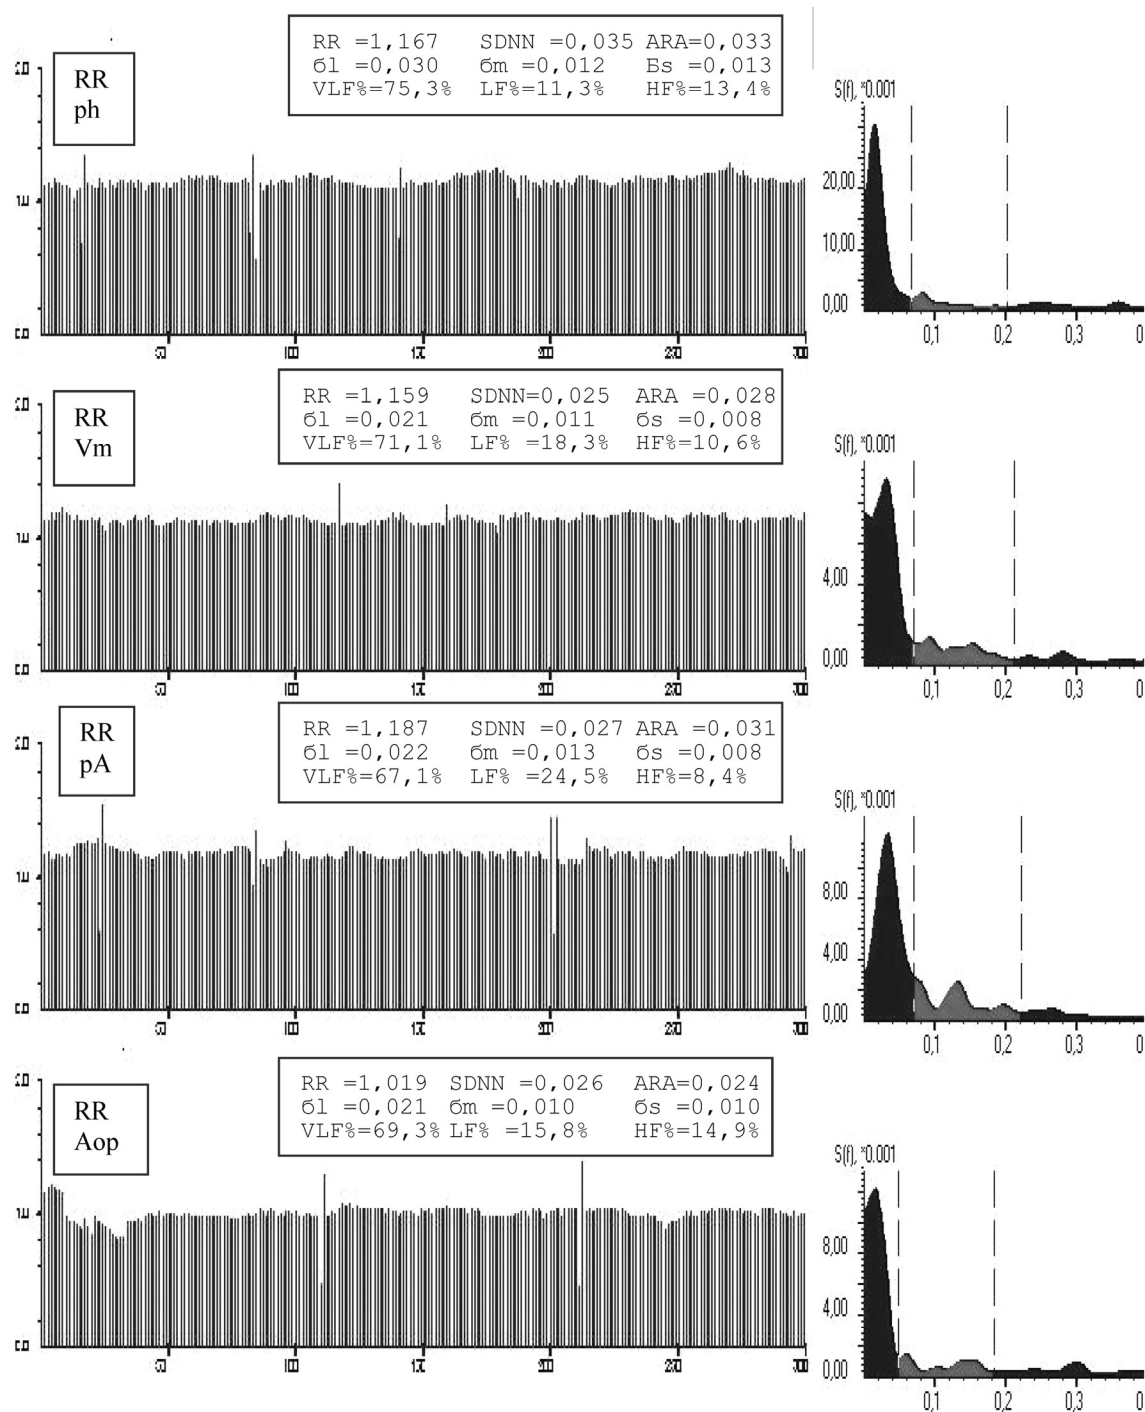 RR =1,167 SDNN =0,035 ARA=0,033
бl =0,030 бm =0,012 Бs =0,013
VLF%=75,3% LF%=11,3% HF%=13,4%
RR
ph
50
100
200
S(f), *0.001
20,00
10,00
0,00
0,1 0,2 0,3 0
RR =1,159 SDNN=0,025 ARA =0,028
бl =0,021 бm =0,011 бs =0,008
VLF%=71,1% LF% =18,3% HF%=10,6%
RR
Vm
S(f), *0.001
4,00
0,00
0,1 0,2 0,3 0
RR =1,187 SDNN =0,027 ARA =0,031
бl =0,022 бm =0,013 бs =0,008
VLF%=67,1% LF% =24,5% HF%=8,4%
RR
pA
S(f), *0.001
8,00
4,00
0,00
0,1 0,2 0,3 0
RR =1,019 SDNN =0,026 ARA=0,024
бl =0,021 бm =0,010 бs =0,010
VLF%=69,3% LF% =15,8% HF%=14,9%
RR
Aop
S(f), *0.001
8,00
4,00
0,00
0,1 0,2 0,3 0